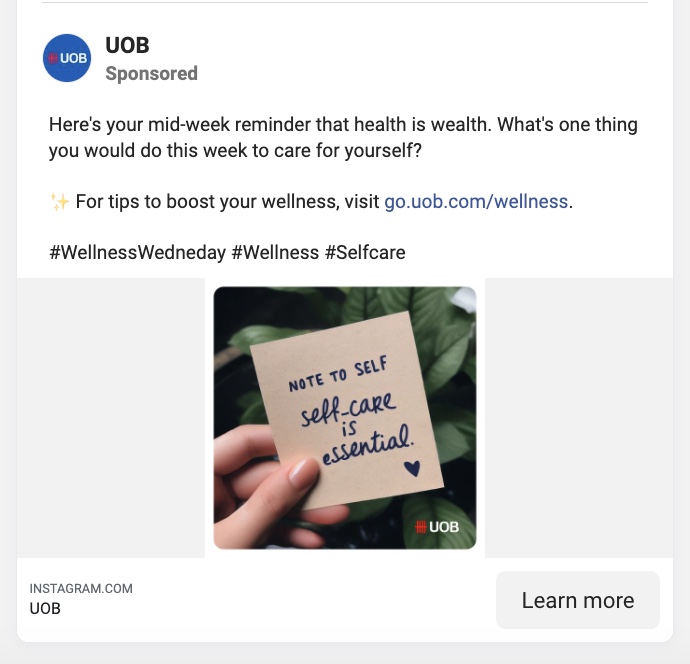 UOB
UOB
Sponsored
Here's your mid-week reminder that health is wealth. What's one thing
you would do this week to care for yourself?
✨ For tips to boost your wellness, visit go.uob.com/wellness.
#WellnessWedneday #Wellness #Selfcare
NOTE TO SELF
self-care
is
essential.
UOB
INSTAGRAM.COM
UOB
Learn more